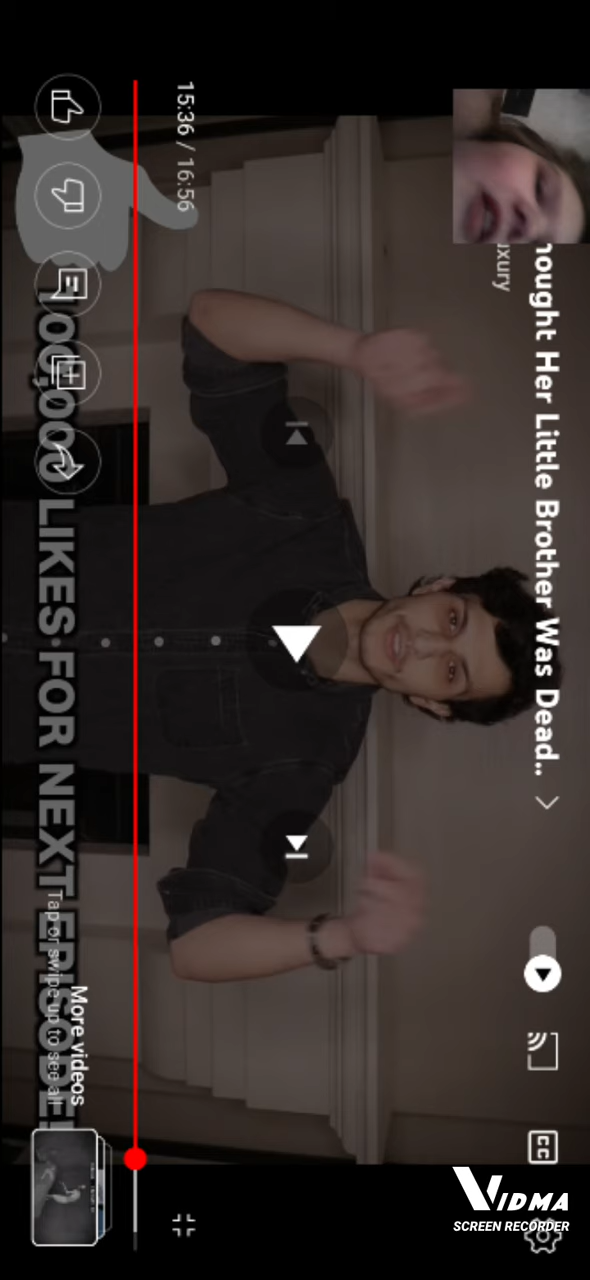 hought Her Little Brother Was Dead..
uxury
CC
15:36 / 16:56
100,000 LIKES FOR NEXT EPISODE!
More videos
Tap or swipe up to see all
VIDMA
SCREEN RECORDER